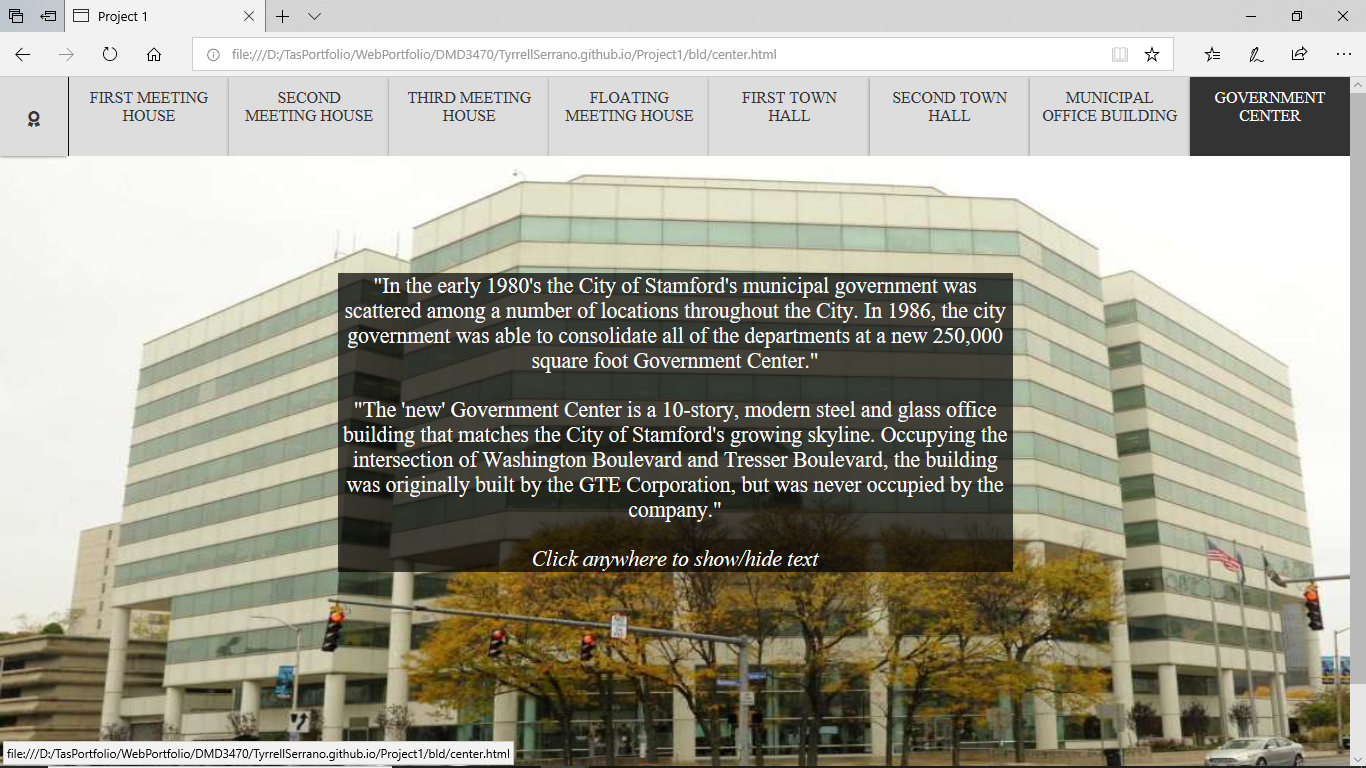 Project 1
file:///D:/TasPortfolio/WebPortfolio/DMD3470/TyrrellSerrano.github.io/Project1/bld/center.html
FIRST MEETING
HOUSE
SECOND
MEETING HOUSE
THIRD MEETING
HOUSE
FLOATING
MEETING HOUSE
FIRST TOWN
HALL
SECOND TOWN
HALL
MUNICIPAL
OFFICE BUILDING
GOVERNMENT
CENTER
"In the early 1980's the City of Stamford's municipal government was
scattered among a number of locations throughout the City. In 1986, the city
government was able to consolidate all of the departments at a new 250,000
square foot Government Center."
"The 'new' Government Center is a 10-story, modern steel and glass office
building that matches the City of Stamford's growing skyline. Occupying the
intersection of Washington Boulevard and Tresser Boulevard, the building
was originally built by the GTE Corporation, but was never occupied by the
company."
Click anywhere to show/hide text
file:///D:/TasPortfolio/WebPortfolio/DMD3470/TyrrellSerrano.github.io/Project1/bld/center.html